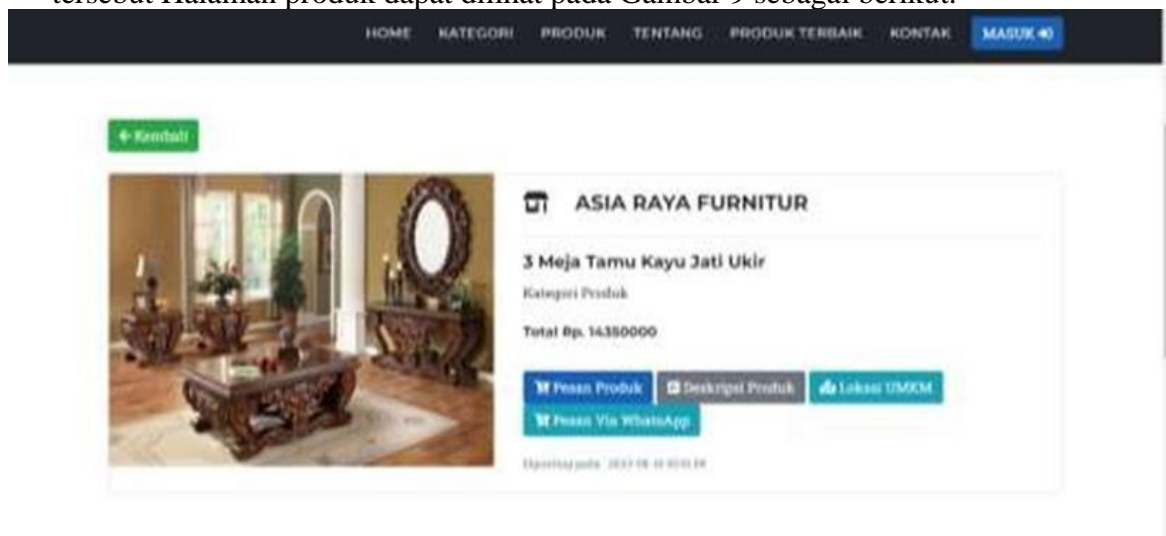 tersebut Halaman produk dapat dilihat pada Gambar 9 sebagai berikut:
HOME KATEGORI PRODUK TENTANG PRODUK TERBAIK KONTAK MASUK
Kembali
ASIA RAYA FURNITUR
3 Meja Tamu Kayu Jati Ukir
Kategori Produk
Total Rp. 14350000
Pesan Produk Deskripsi Produk Lokasi UMKM
Pesan Via WhatsApp